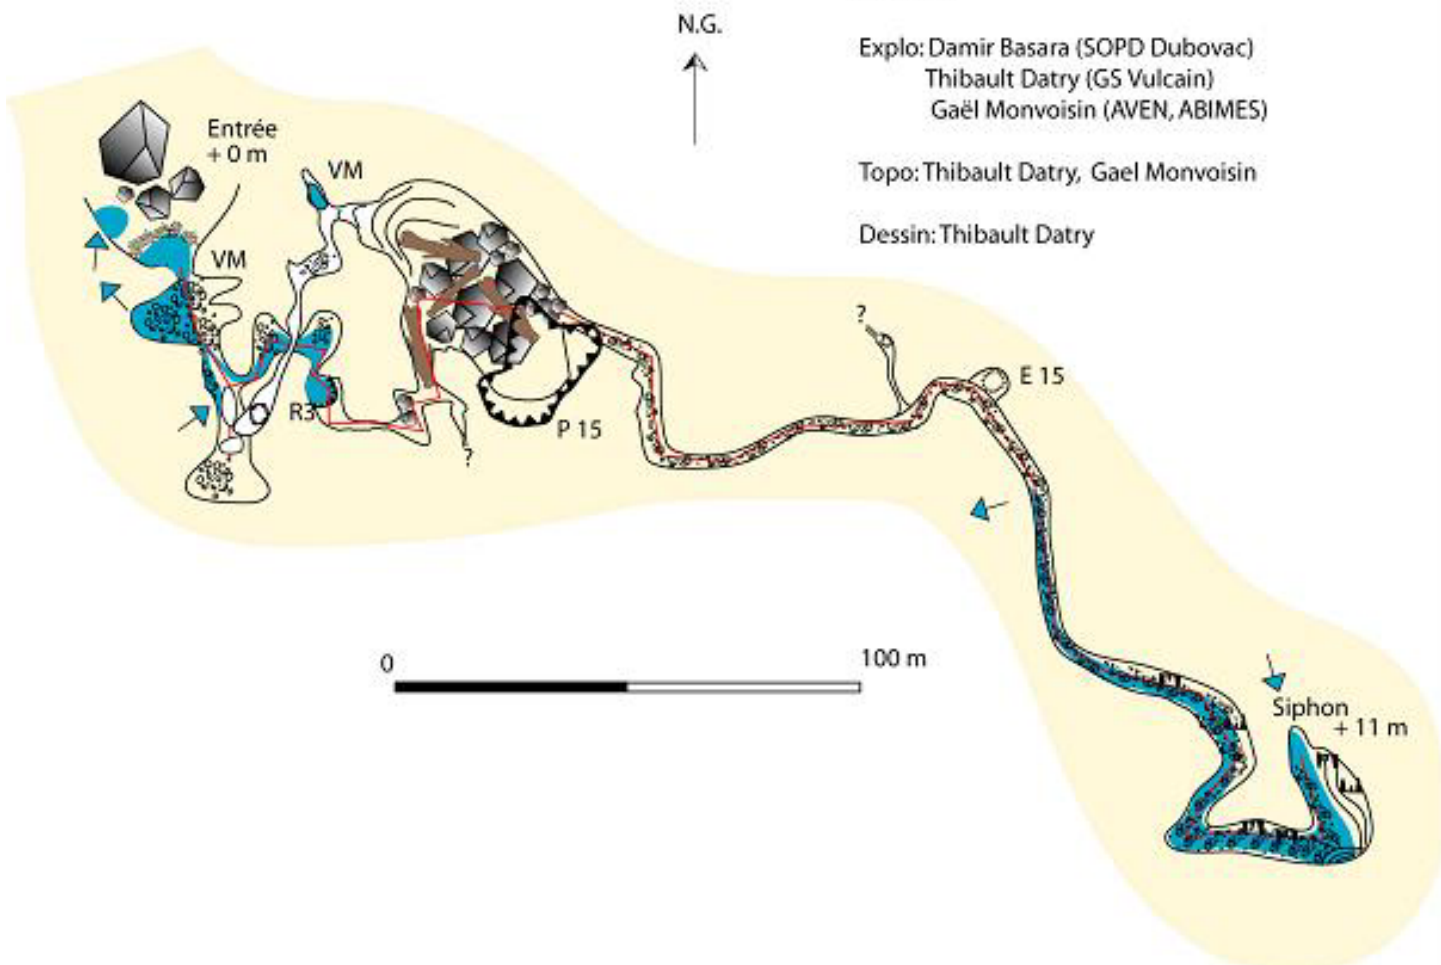 N.G.
Explo: Damir Basara (SOPD Dubovac)
Thibault Datry (GS Vulcain)
Gaël Monvoisin (AVEN, ABIMES)
Topo: Thibault Datry, Gael Monvoisin
Dessin: Thibault Datry
Entrée
+ 0 m
VM
VM
R3
?
P 15
?
E 15
0
100 m
Siphon
+ 11 m